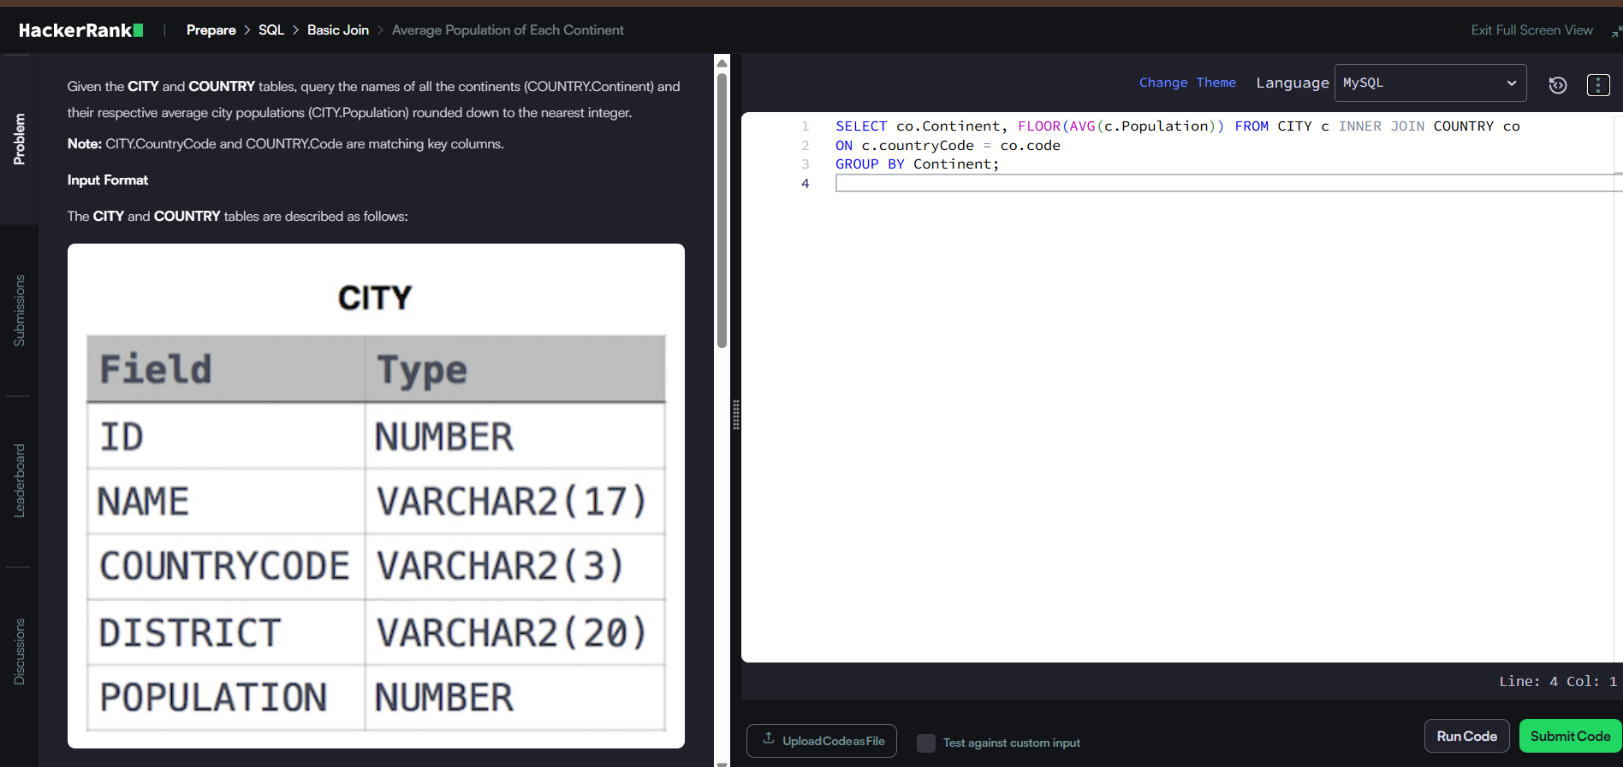 HackerRank
Prepare > SQL > Basic Join > Average Population of Each Continent
Exit Full Screen View
Problem
Submissions
Leaderboard
Discussions
Given the CITY and COUNTRY tables, query the names of all the continents (COUNTRY.Continent) and
their respective average city populations (CITY.Population) rounded down to the nearest integer.
Note: CITY.CountryCode and COUNTRY.Code are matching key columns.
Input Format
The CITY and COUNTRY tables are described as follows:
CITY
Field Type
ID NUMBER
NAME VARCHAR2(17)
COUNTRYCODE VARCHAR2(3)
DISTRICT VARCHAR2(20)
POPULATION NUMBER
Change Theme Language MySQL
1 SELECT co.Continent, FLOOR(AVG(c.Population)) FROM CITY c INNER JOIN COUNTRY co
2 ON c.countryCode = co.code
3 GROUP BY Continent;
4
Line: 4 Col: 1
Upload Code as File
Test against custom input
Run Code
Submit Code